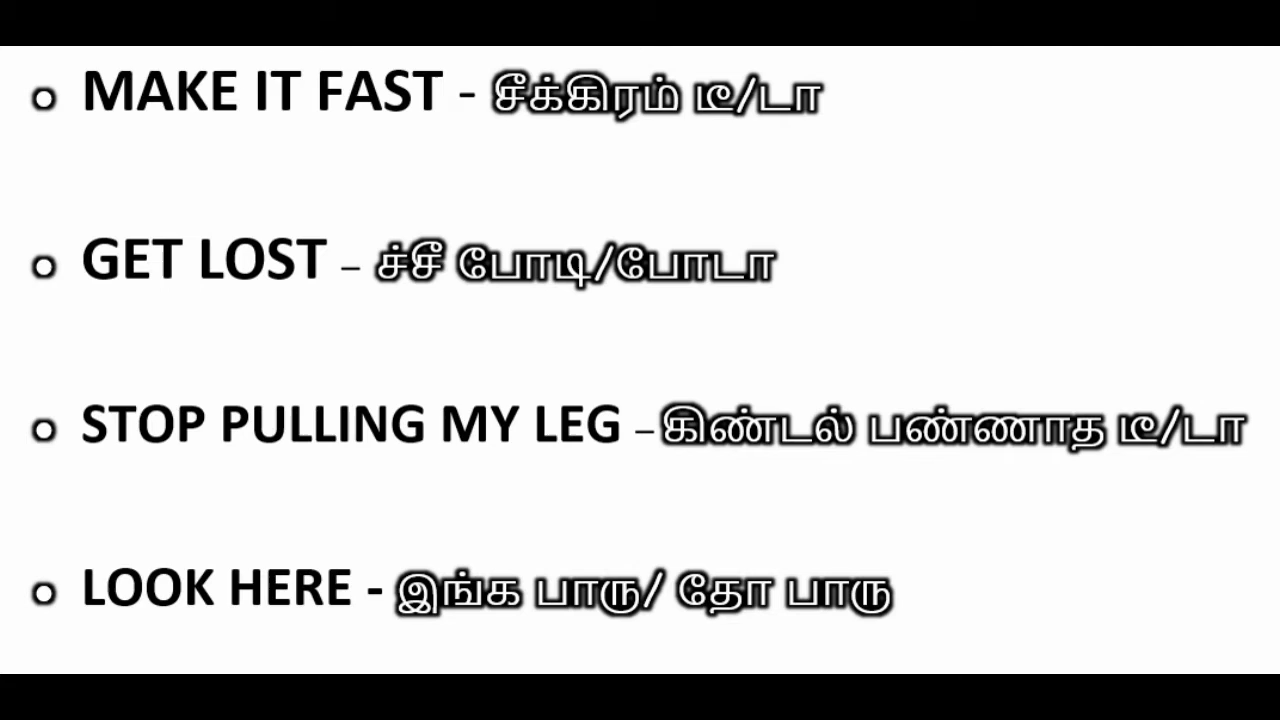 MAKE IT FAST - சீக்கிரம் டீ/டா
GET LOST – ச்சீ போடி/போடா
STOP PULLING MY LEG – கிண்டல் பண்ணாத டீ/டா
LOOK HERE - இங்க பாரு/ தோ பாரு